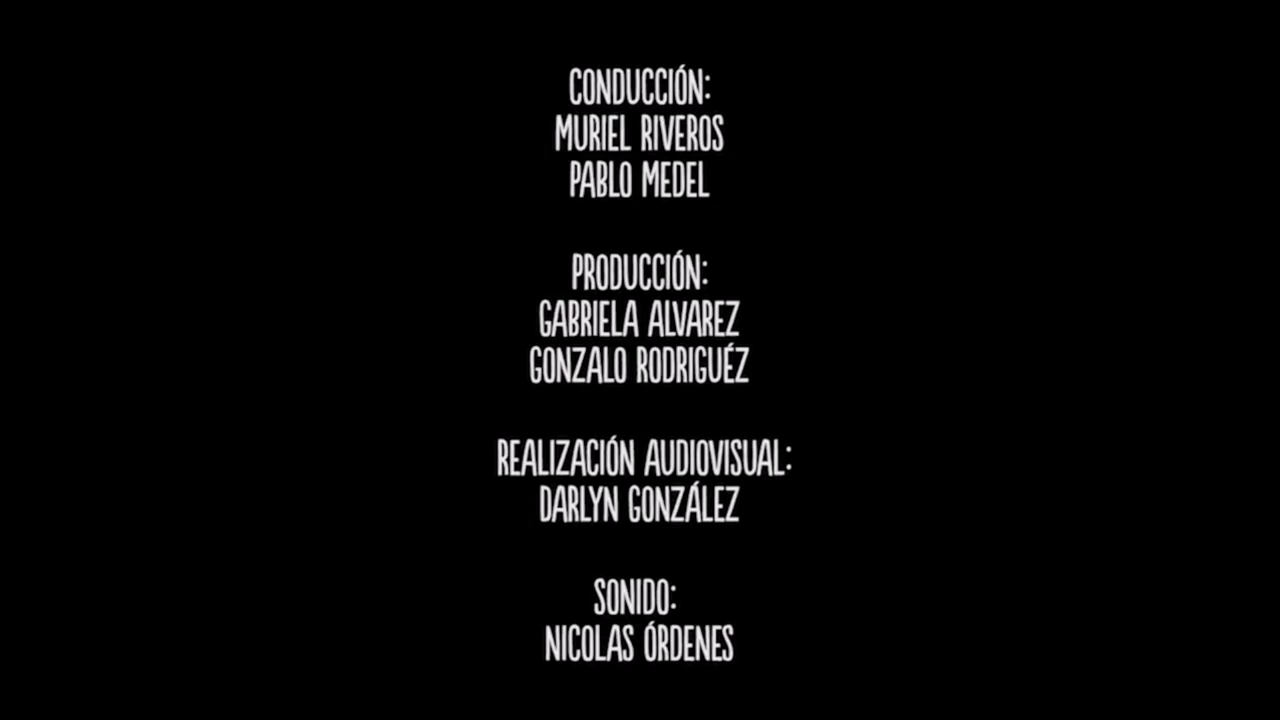 CONDUCCIÓN:
MURIEL RIVEROS
PABLO MEDEL
PRODUCCIÓN:
GABRIELA ALVAREZ
GONZALO RODRIGUÉZ
REALIZACIÓN AUDIOVISUAL:
DARLYN GONZÁLEZ
SONIDO:
NICOLAS ÓRDENES